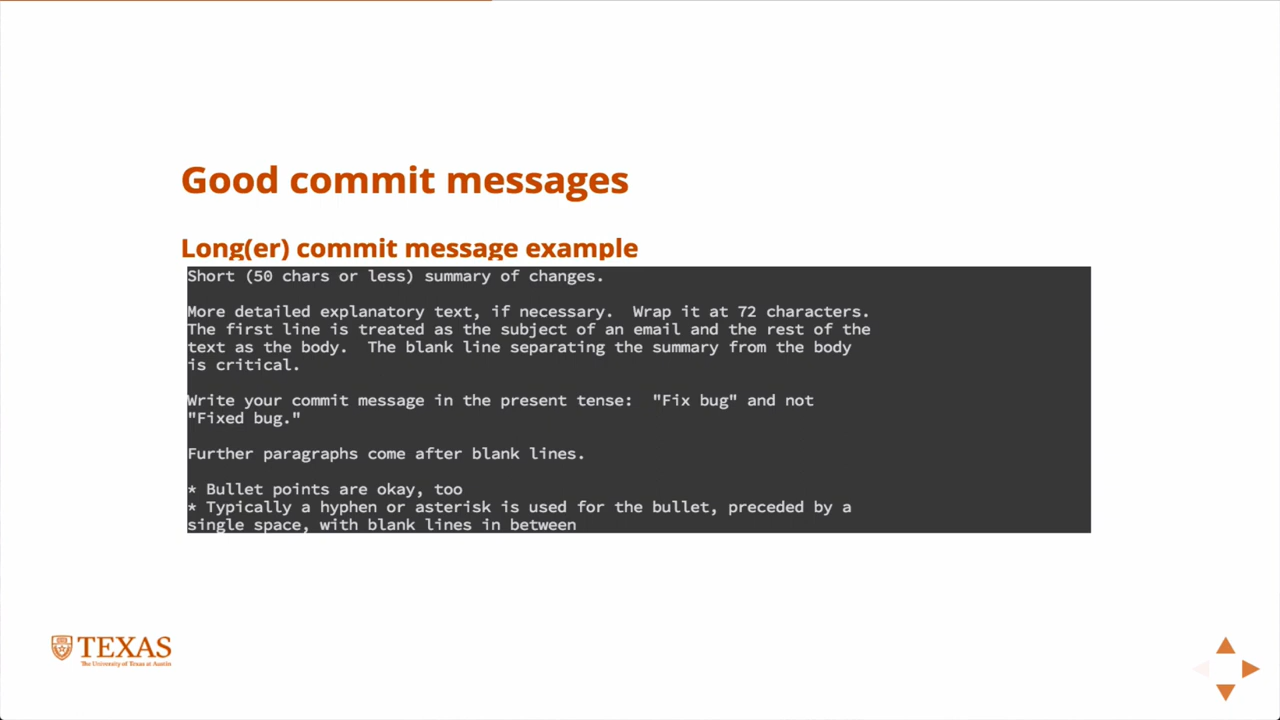 Good commit messages
Long(er) commit message example
Short (50 chars or less) summary of changes.
More detailed explanatory text, if necessary.  Wrap it at 72 characters.
The first line is treated as the subject of an email and the rest of the
text as the body.  The blank line separating the summary from the body
is critical.
Write your commit message in the present tense:  "Fix bug" and not
"Fixed bug."
Further paragraphs come after blank lines.
* Bullet points are okay, too
* Typically a hyphen or asterisk is used for the bullet, preceded by a
single space, with blank lines in between
TEXAS
The University of Texas at Austin